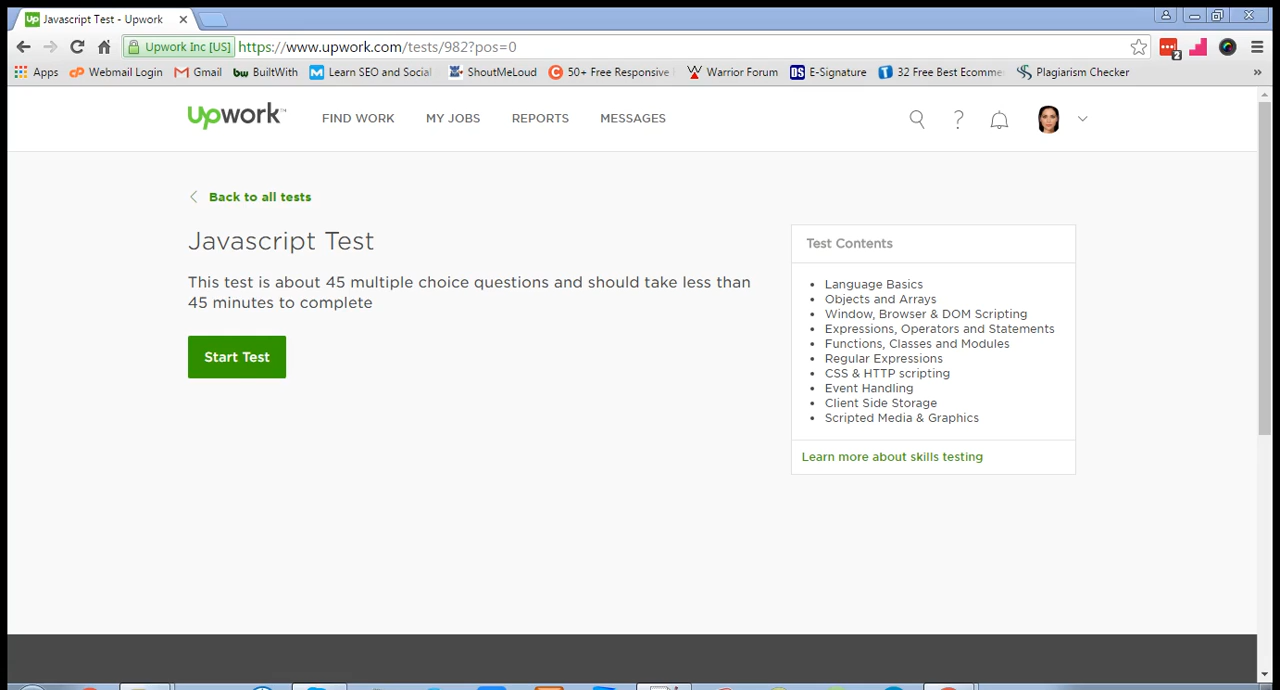 Javascript Test - Upwork
Upwork Inc [US] https://www.upwork.com/tests/982?pos=0
2
Apps Webmail Login Gmail bw BuiltWith Learn SEO and Social ShoutMeLoud 50+ Free Responsive Warrior Forum DS E-Signature 32 Free Best Ecomme Plagiarism Checker »
Upwork FIND WORK MY JOBS REPORTS MESSAGES ?
Back to all tests
Javascript Test
This test is about 45 multiple choice questions and should take less than
45 minutes to complete
Start Test
Test Contents
• Language Basics
• Objects and Arrays
• Window, Browser & DOM Scripting
• Expressions, Operators and Statements
• Functions, Classes and Modules
• Regular Expressions
• CSS & HTTP scripting
• Event Handling
• Client Side Storage
• Scripted Media & Graphics
Learn more about skills testing